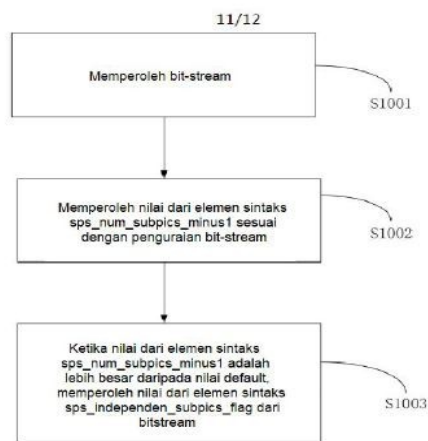 11/12
Memperoleh bit-stream
S1001
Memperoleh nilai dari elemen sintaks
sps_num_subpics_minus1 sesuai
dengan penguraian bit-stream
S1002
Ketika nilai dari elemen sintaks
sps_num_subpics_minus1 adalah
lebih besar daripada nilai default,
memperoleh nilai dari elemen sintaks
sps_independen_subpics_flag dari
bitstream
S1003